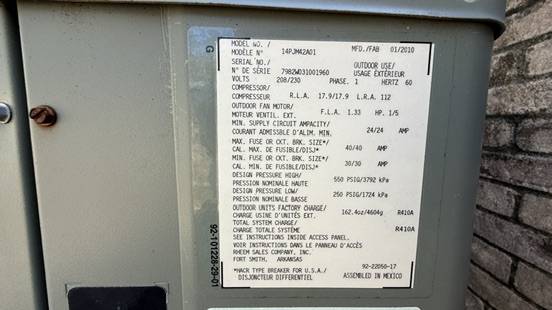 MODEL NO. /
MODÈLE N° 14PJM42A01 MFD./FAB 01/2010
SERIAL NO./ OUTDOOR USE/
N° DE SÉRIE 7982W031001960 USAGE EXTÉRIEUR
VOLTS 208/230 PHASE. 1 HERTZ 60
COMPRESSOR/
COMPRESSEUR R.L.A. 17.9/17.9 L.R.A. 112
OUTDOOR FAN MOTOR/
MOTEUR VENTIL. EXT. F.L.A. 1.33 HP. 1/5
MIN. SUPPLY CIRCUIT AMPACITY/
COURANT ADMISSBLE D'ALIM. MIN. 24/24 AMP
MAX. FUSE OR CKT. BRK. SIZE*/
CAL. MAX. DE FUSIBLE/DISJ* 40/40 AMP
MIN. FUSE OR CKT. BRK. SIZE*/
CAL. MIN. DE FUSIBLE/DISJ* 30/30 AMP
DESIGN PRESSURE HIGH/
PRESSION NOMINALE HAUTE 550 PSIG/3792 kPa
DESIGN PRESSURE LOW/
PRESSION NOMINALE BASSE 250 PSIG/1724 kPa
OUTDOOR UNITS FACTORY CHARGE/
CHARGE USINE D'UNITÉS EXT. 162.4oz/4604g R410A
TOTAL SYSTEM CHARGE/
CHARGE TOTALE SYSTÈME R410A
SEE INSTRUCTIONS INSIDE ACCESS PANEL.
VOIR INSTRUCTIONS DANS LE PANNEAU D'ACCÈS
RHEEM SALES COMPANY, INC.
FORT SMITH, ARKANSAS 92-22050-17
*HACR TYPE BREAKER FOR U.S.A./ ASSEMBLED IN MEXICO
DISJONCTEUR DIFFERENTIEL
G
92-101228-29-01